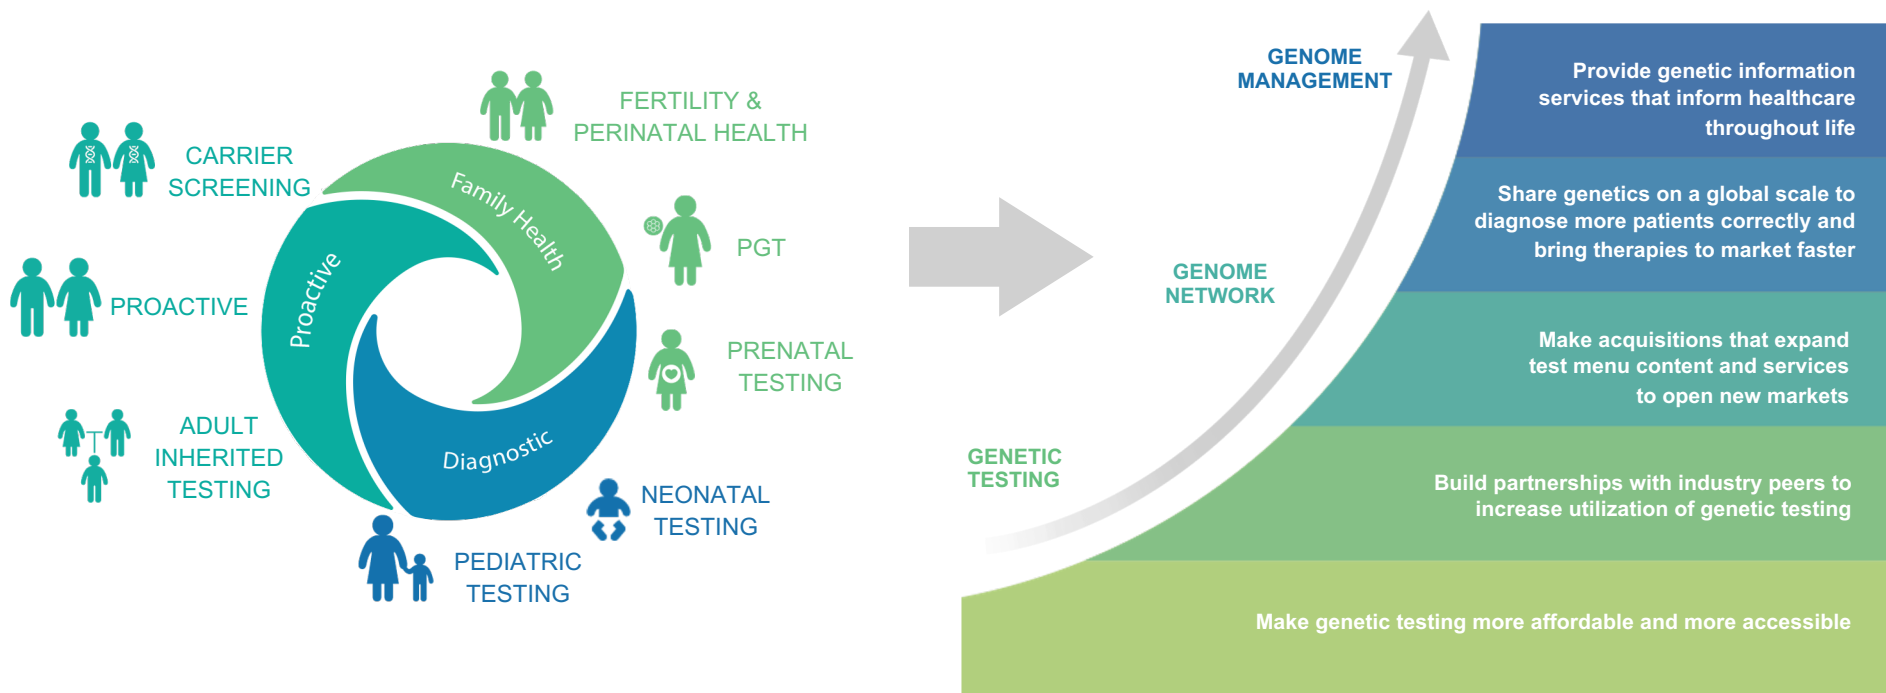 FERTILITY &
PERINATAL HEALTH
CARRIER
SCREENING
Family Health
PGT
Proactive
PROACTIVE
PRENATAL
TESTING
ADULT
INHERITED
TESTING
Diagnostic
NEONATAL
TESTING
PEDIATRIC
TESTING
GENOME
MANAGEMENT
GENOME
NETWORK
GENETIC
TESTING
Provide genetic information
services that inform healthcare
throughout life
Share genetics on a global scale to
diagnose more patients correctly and
bring therapies to market faster
Make acquisitions that expand
test menu content and services
to open new markets
Build partnerships with industry peers to
increase utilization of genetic testing
Make genetic testing more affordable and more accessible